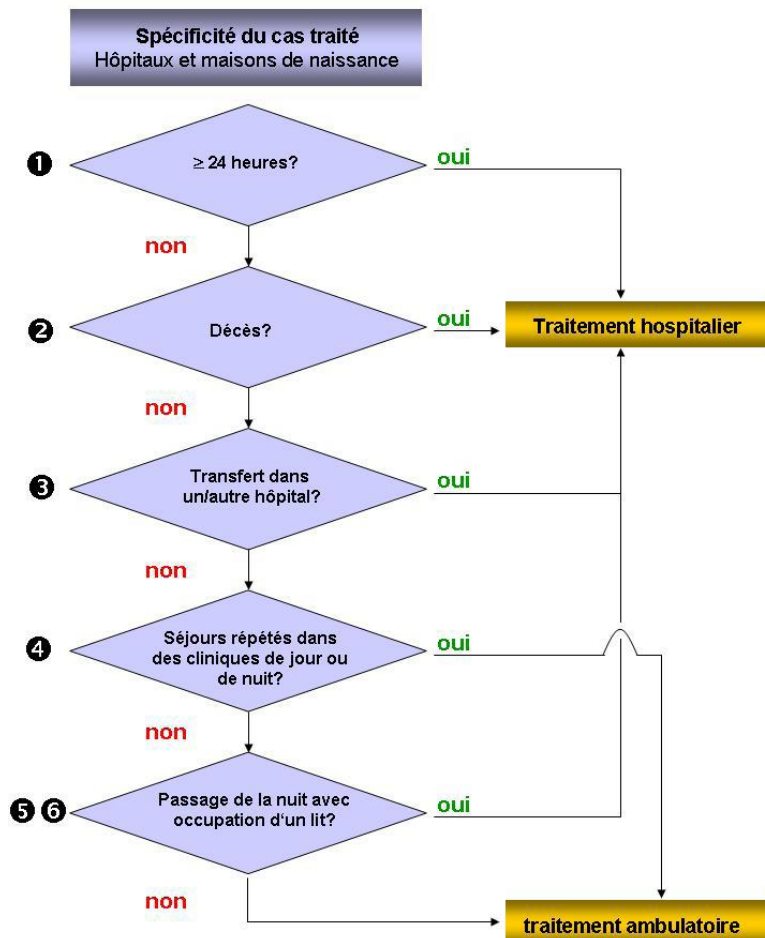 Spécificité du cas traité
Hôpitaux et maisons de naissance
❶
≥ 24 heures?
oui
non
❷
Décès?
oui
Traitement hospitalier
non
❸
Transfert dans
un/autre hôpital?
oui
non
❹
Séjours répétés dans
des cliniques de jour ou
de nuit?
oui
non
❺ ❻
Passage de la nuit avec
occupation d‘un lit?
oui
non
traitement ambulatoire